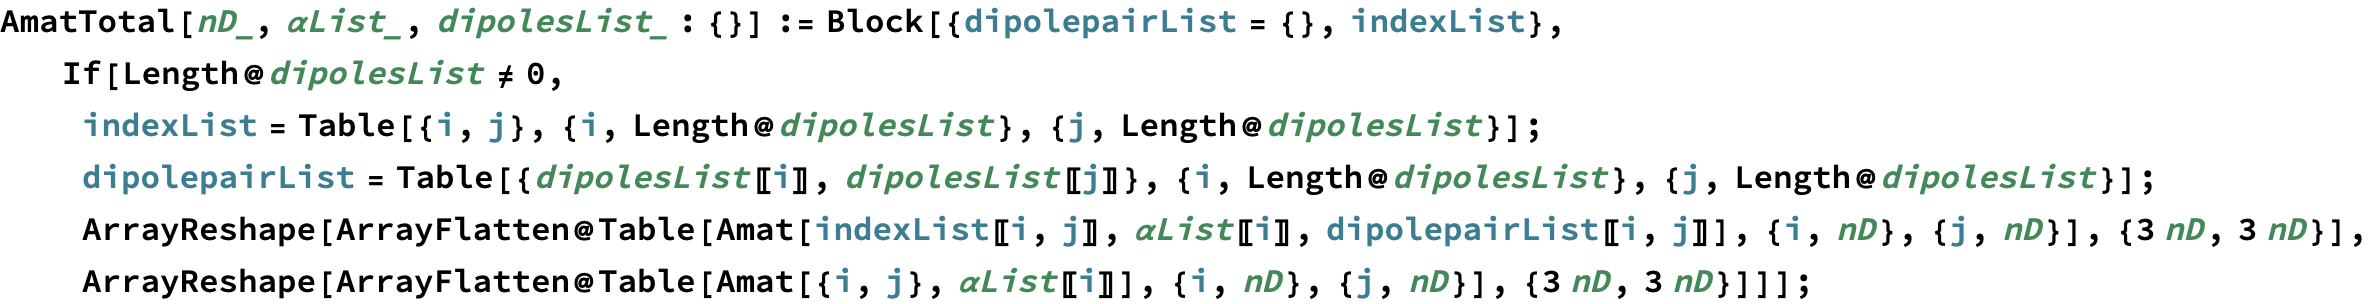 AmatTotal[nD_, αList_, dipolesList_ : {}] := Block[{dipolepairList = {}, indexList},
If[Length@dipolesList ≠ 0,
indexList = Table[{i, j}, {i, Length@dipolesList}, {j, Length@dipolesList}];
dipolepairList = Table[{dipolesList〚i〛, dipolesList〚j〛}, {i, Length@dipolesList}, {j, Length@dipolesList}];
ArrayReshape[ArrayFlatten@Table[Amat[indexList〚i, j〛, αList〚i〛, dipolepairList〚i, j〛], {i, nD}, {j, nD}], {3 nD, 3 nD}],
ArrayReshape[ArrayFlatten@Table[Amat[{i, j}, αList〚i〛], {i, nD}, {j, nD}], {3 nD, 3 nD}]]];